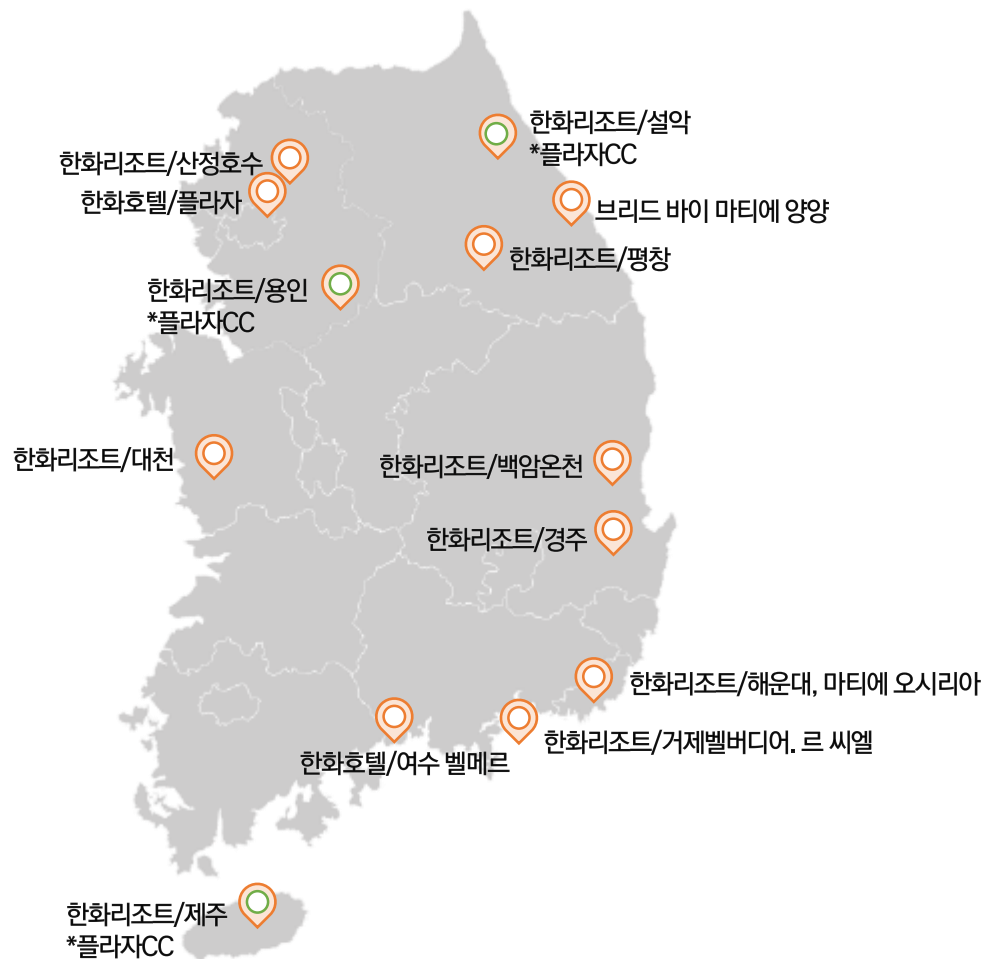 한화리조트/설악
*플라자CC
한화리조트/산정호수
한화호텔/플라자
브리드 바이 마티에 양양
한화리조트/평창
한화리조트/용인
*플라자CC
한화리조트/대천
한화리조트/백암온천
한화리조트/경주
한화리조트/해운대, 마티에 오시리아
한화리조트/거제벨버디어. 르 씨엘
한화호텔/여수 벨메르
한화리조트/제주
*플라자CC